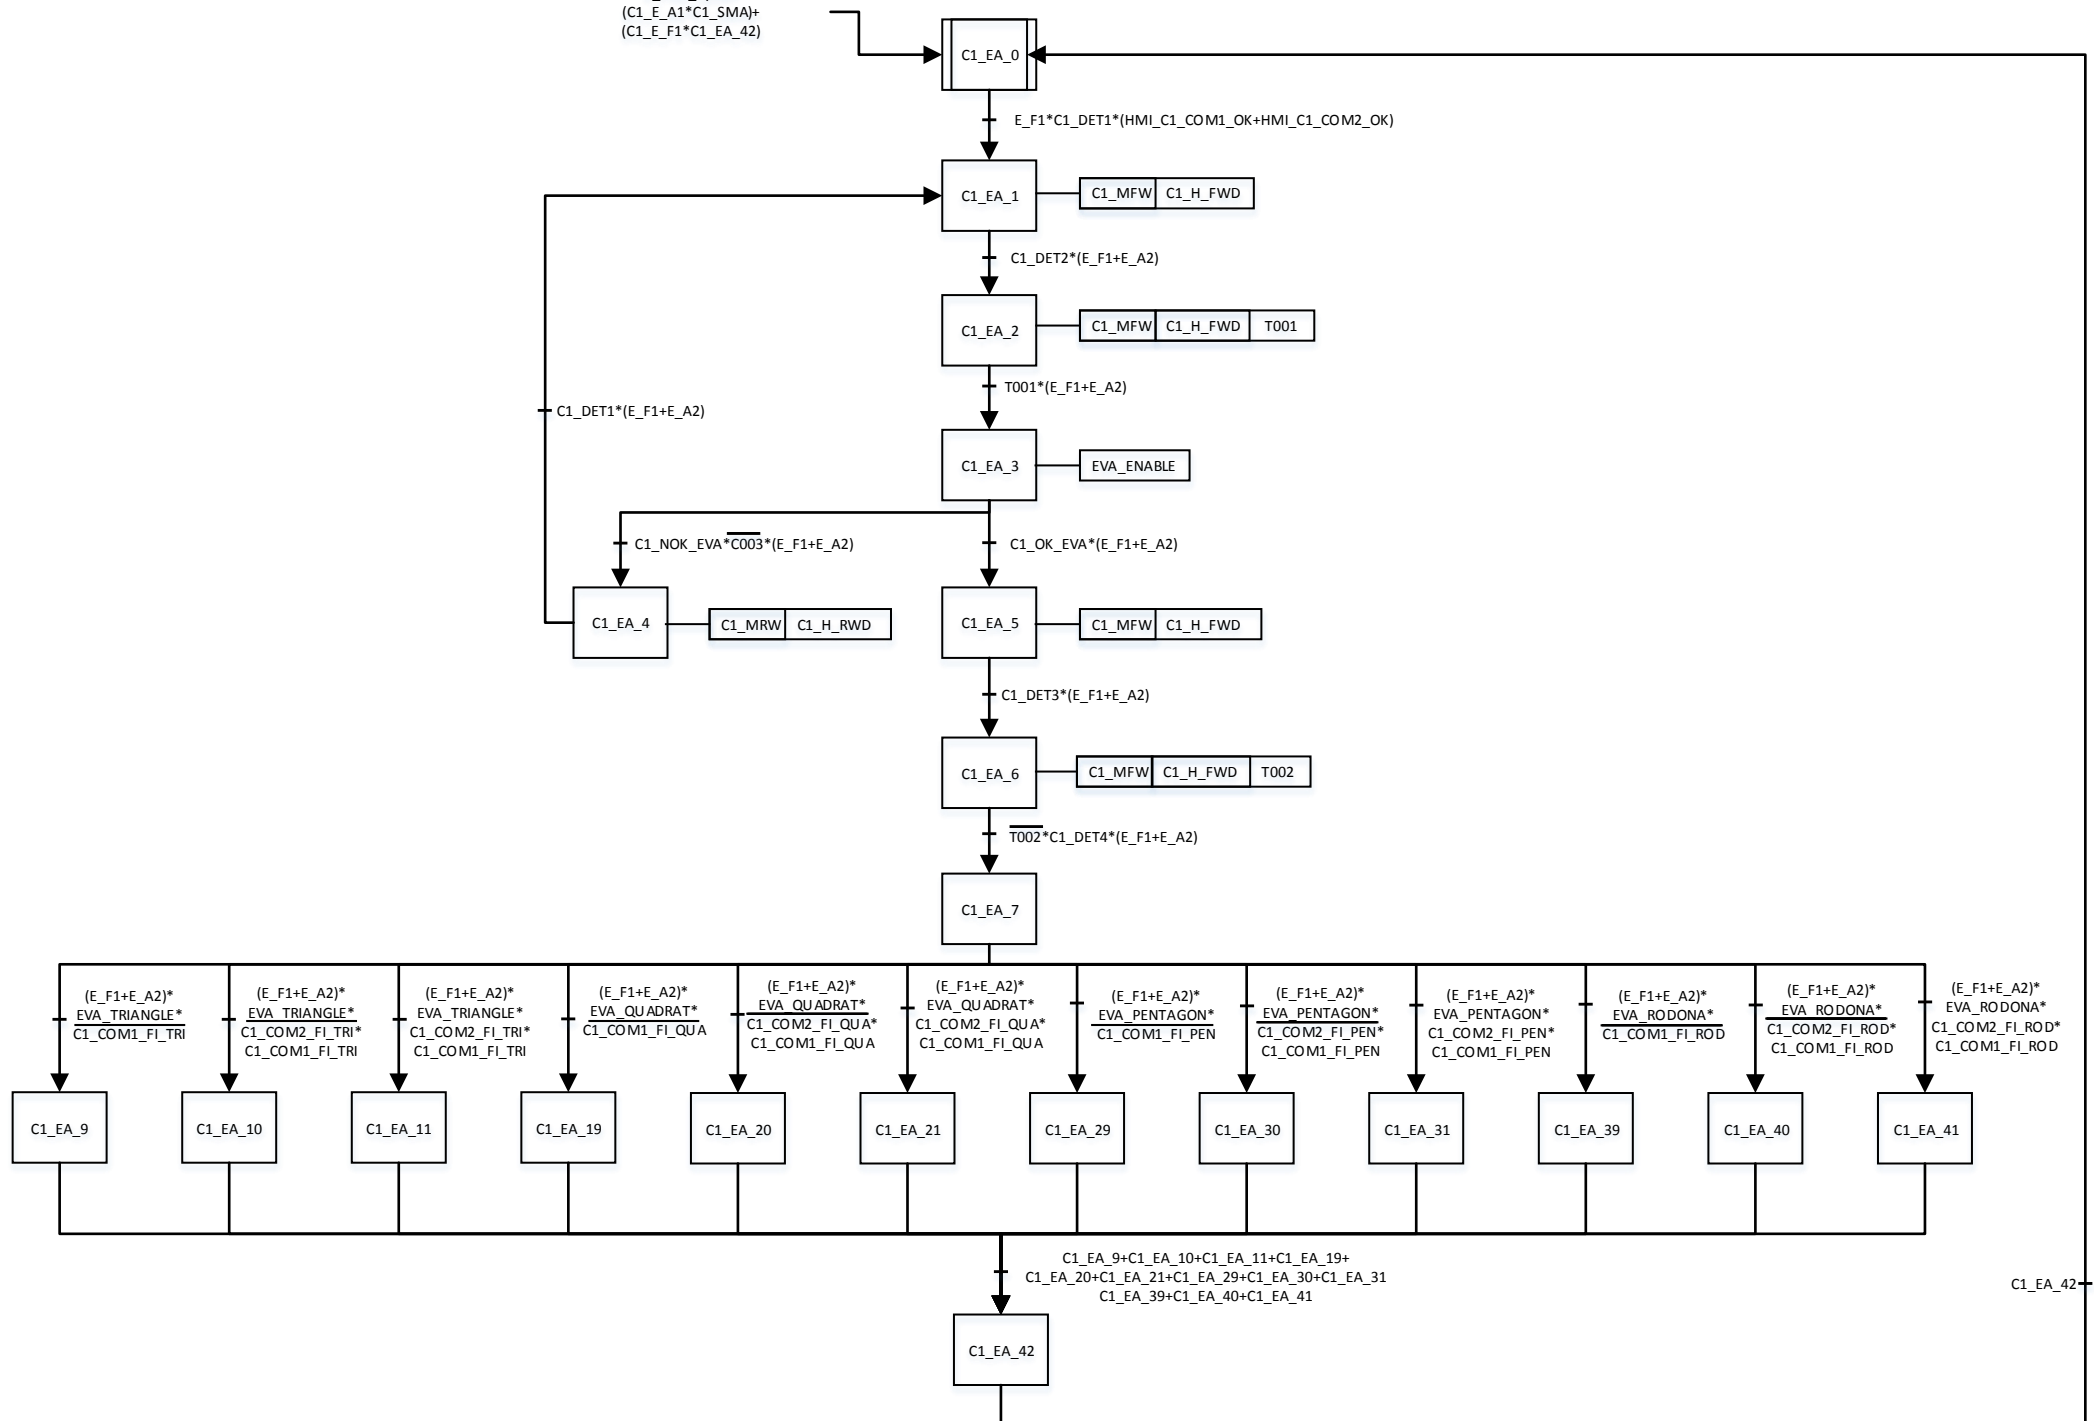 (C1_E_A1*C1_SMA)+
(C1_E_F1*C1_EA_42)
C1_EA_0
E_F1*C1_DET1*(HMI_C1_COM1_OK+HMI_C1_COM2_OK)
C1_EA_1
C1_MFW
C1_H_FWD
C1_DET2*(E_F1+E_A2)
C1_EA_2
C1_MFW
C1_H_FWD
T001
T001*(E_F1+E_A2)
C1_DET1*(E_F1+E_A2)
C1_EA_3
EVA_ENABLE
C1_NOK_EVA*C003*(E_F1+E_A2)
C1_OK_EVA*(E_F1+E_A2)
C1_EA_4
C1_MRW
C1_H_RWD
C1_EA_5
C1_MFW
C1_H_FWD
C1_DET3*(E_F1+E_A2)
C1_EA_6
C1_MFW
C1_H_FWD
T002
T002*C1_DET4*(E_F1+E_A2)
C1_EA_7
(E_F1+E_A2)*
EVA_TRIANGLE*
C1_COM1_FI_TRI
(E_F1+E_A2)*
EVA_TRIANGLE*
C1_COM2_FI_TRI*
C1_COM1_FI_TRI
(E_F1+E_A2)*
EVA_TRIANGLE*
C1_COM2_FI_TRI*
C1_COM1_FI_TRI
(E_F1+E_A2)*
EVA_QUADRAT*
C1_COM1_FI_QUA
(E_F1+E_A2)*
EVA_QUADRAT*
C1_COM2_FI_QUA*
C1_COM1_FI_QUA
(E_F1+E_A2)*
EVA_QUADRAT*
C1_COM2_FI_QUA*
C1_COM1_FI_QUA
(E_F1+E_A2)*
EVA_PENTAGON*
C1_COM1_FI_PEN
(E_F1+E_A2)*
EVA_PENTAGON*
C1_COM2_FI_PEN*
C1_COM1_FI_PEN
(E_F1+E_A2)*
EVA_PENTAGON*
C1_COM2_FI_PEN*
C1_COM1_FI_PEN
(E_F1+E_A2)*
EVA_RODONA*
C1_COM1_FI_ROD
(E_F1+E_A2)*
EVA_RODONA*
C1_COM2_FI_ROD*
C1_COM1_FI_ROD
(E_F1+E_A2)*
EVA_RODONA*
C1_COM2_FI_ROD*
C1_COM1_FI_ROD
C1_EA_9
C1_EA_10
C1_EA_11
C1_EA_19
C1_EA_20
C1_EA_21
C1_EA_29
C1_EA_30
C1_EA_31
C1_EA_39
C1_EA_40
C1_EA_41
C1_EA_9+C1_EA_10+C1_EA_11+C1_EA_19+
C1_EA_20+C1_EA_21+C1_EA_29+C1_EA_30+C1_EA_31
C1_EA_39+C1_EA_40+C1_EA_41
C1_EA_42
C1_EA_42